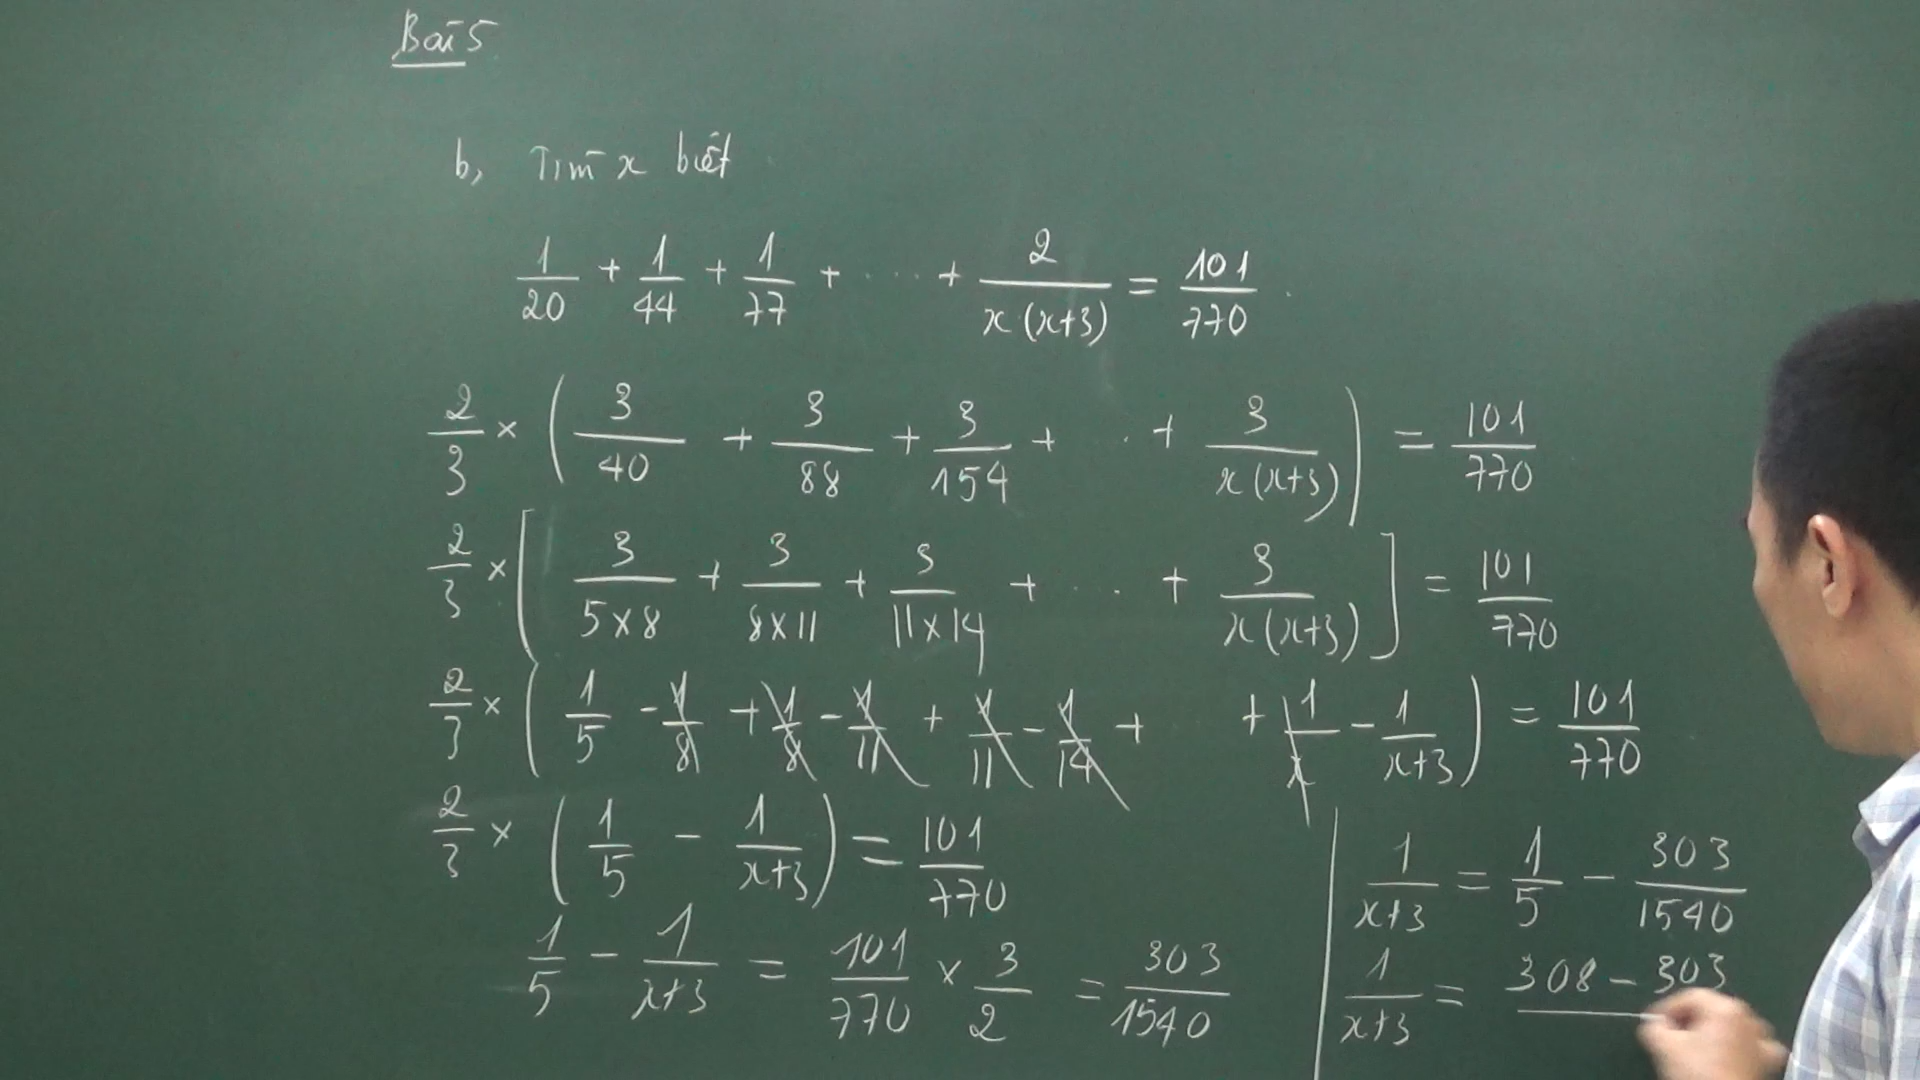 Bài 5
b, Tìm x biết
1/20 + 1/44 + 1/77 + ..... + 2/x(x+3) = 101/770.
2/3 × (3/40 + 3/88 + 3/154 + ... + 3/x(x+3)) = 101/770
2/3 × [3/5×8 + 3/8×11 + 3/11×14 + ... + 3/x(x+3)] = 101/770
2/3 × (1/5 - 1/8 + 1/8 - 1/11 + 1/11 - 1/14 + + 1/x - 1/x+3) = 101/770
2/3 × (1/5 - 1/x+3) = 101/770
1/5 - 1/x+3 = 101/770 × 3/2 = 303/1540
1/x+3 = 1/5 - 303/1540
1/x+3 = 308 - 303